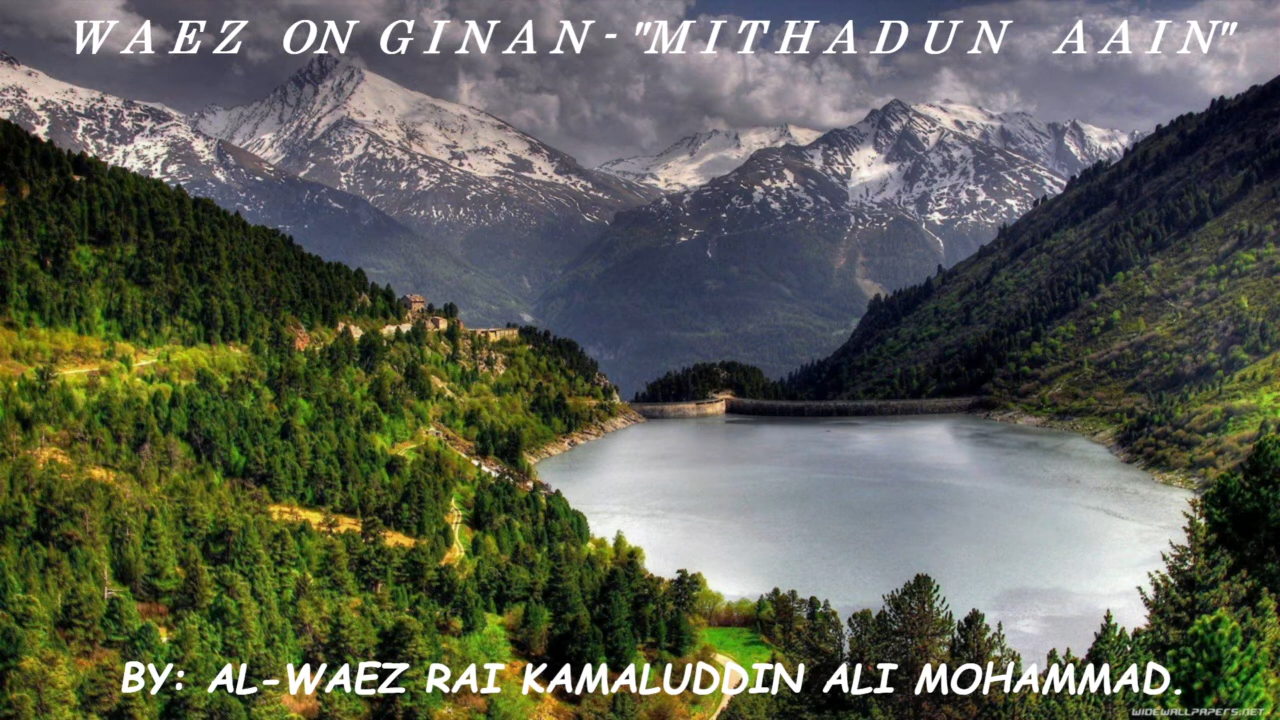 WAEZ ON GINAN-"MITHADUN AAIN"
BY: AL-WAEZ RAI KAMALUDDIN ALI MOHAMMAD.
WIDEWALLPAPERS.NET